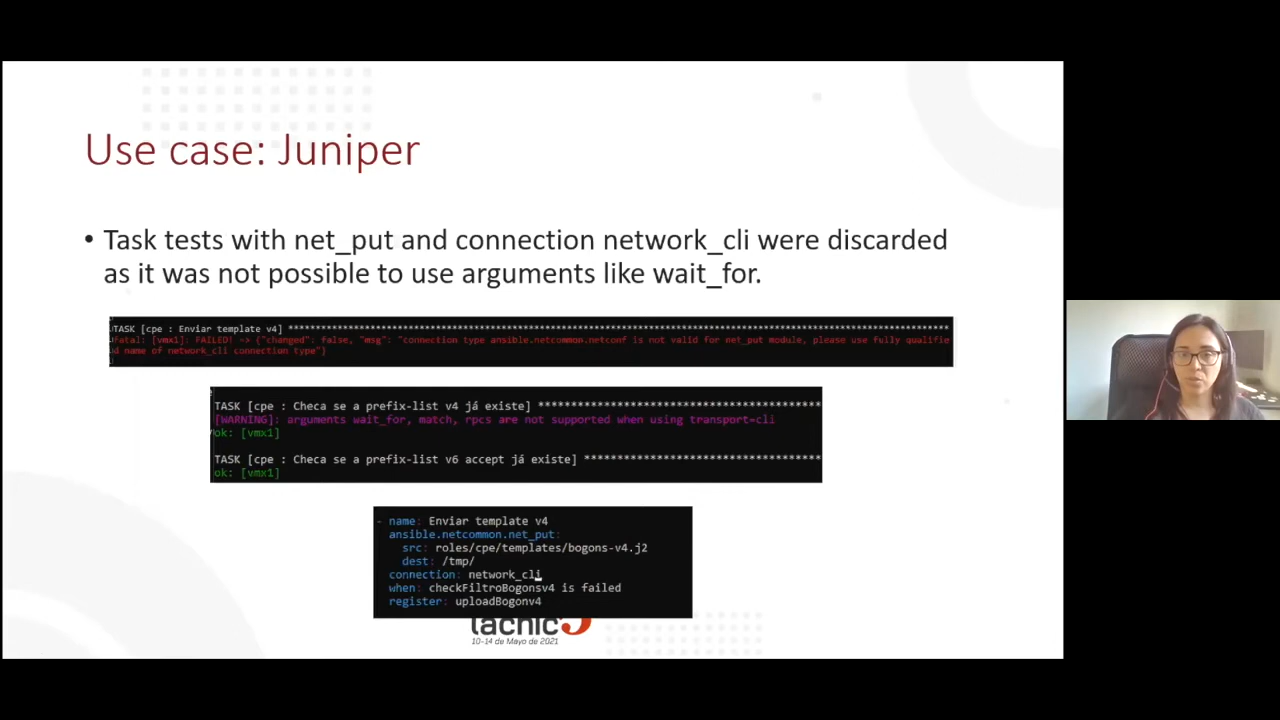 Use case: Juniper
• Task tests with net_put and connection network_cli were discarded
as it was not possible to use arguments like wait_for.
TASK [cpe : Enviar template v4] ****************************************************************************************************
fatal: [vmx1]: FAILED! => {"changed": false, "msg": "connection type ansible.netcommon.netconf is not valid for net_put module, please use fully qualifie
d name of network_cli connection type"}
TASK [cpe : Checa se a prefix-list v4 já existe] *******************************************
[WARNING]: arguments wait_for, match, rpcs are not supported when using transport=cli
ok: [vmx1]
TASK [cpe : Checa se a prefix-list v6 accept já existe] ************************************
ok: [vmx1]
- name: Enviar template v4
ansible.netcommon.net_put:
src: roles/cpe/templates/bogons-v4.j2
dest: /tmp/
connection: network_cli
when: checkFiltroBogonsv4 is failed
register: uploadBogonv4
lacnic
10-14 de Mayo de 2021